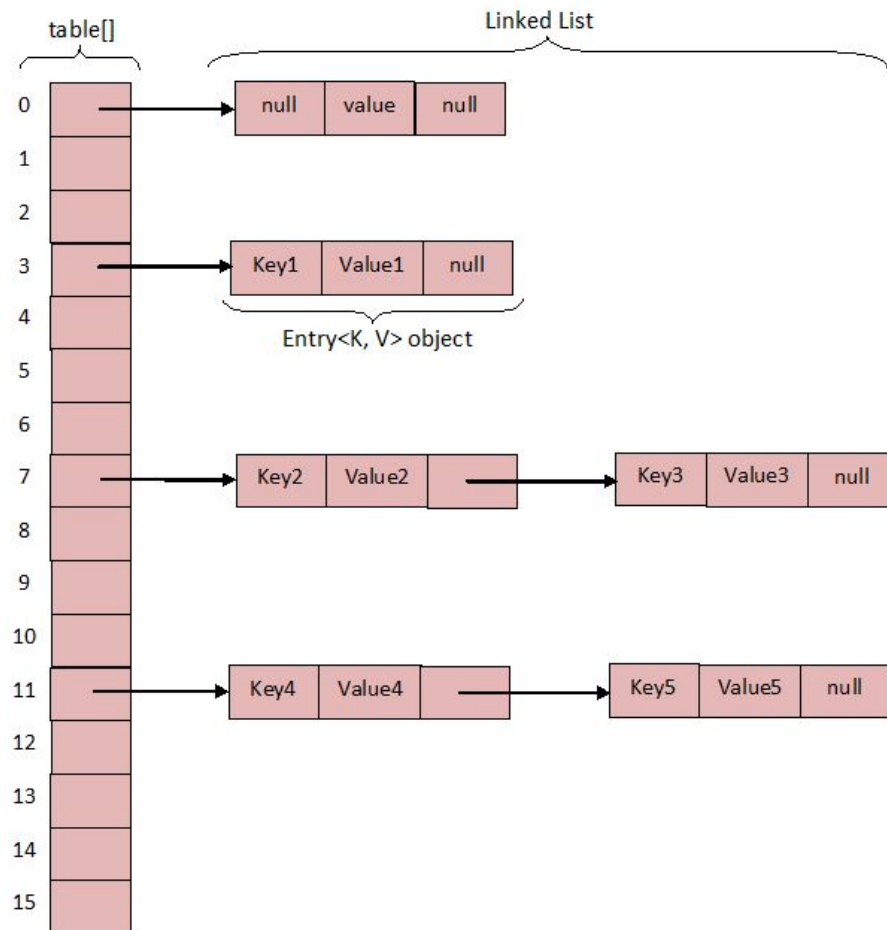 table[]
Linked List
0
null value null
1
2
3
Key1 Value1 null
4
Entry<K, V> object
5
6
7
Key2 Value2
Key3 Value3 null
8
9
10
11
Key4 Value4
Key5 Value5 null
12
13
14
15